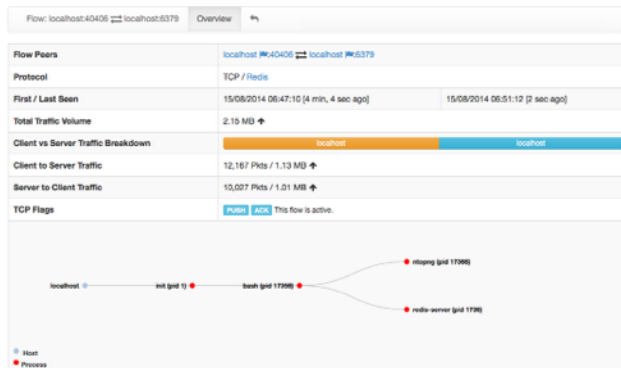 Flow: localhost:40406 ⇄ localhost:6379 Overview
Flow Peers localhost :40406 ⇄ localhost :6379
Protocol TCP / Redis
First / Last Seen 15/08/2014 06:47:10 [4 min, 4 sec ago] 15/08/2014 06:51:12 [2 sec ago]
Total Traffic Volume 2.15 MB ↑
Client vs Server Traffic Breakdown localhost localhost
Client to Server Traffic 12,167 Pkts / 1.13 MB ↑
Server to Client Traffic 10,027 Pkts / 1.01 MB ↑
TCP Flags PUSH ACK This flow is active.
ntopng (pid 17366)
localhost init (pid 1) bash (pid 17356)
redis-server (pid 1736)
Host
Process